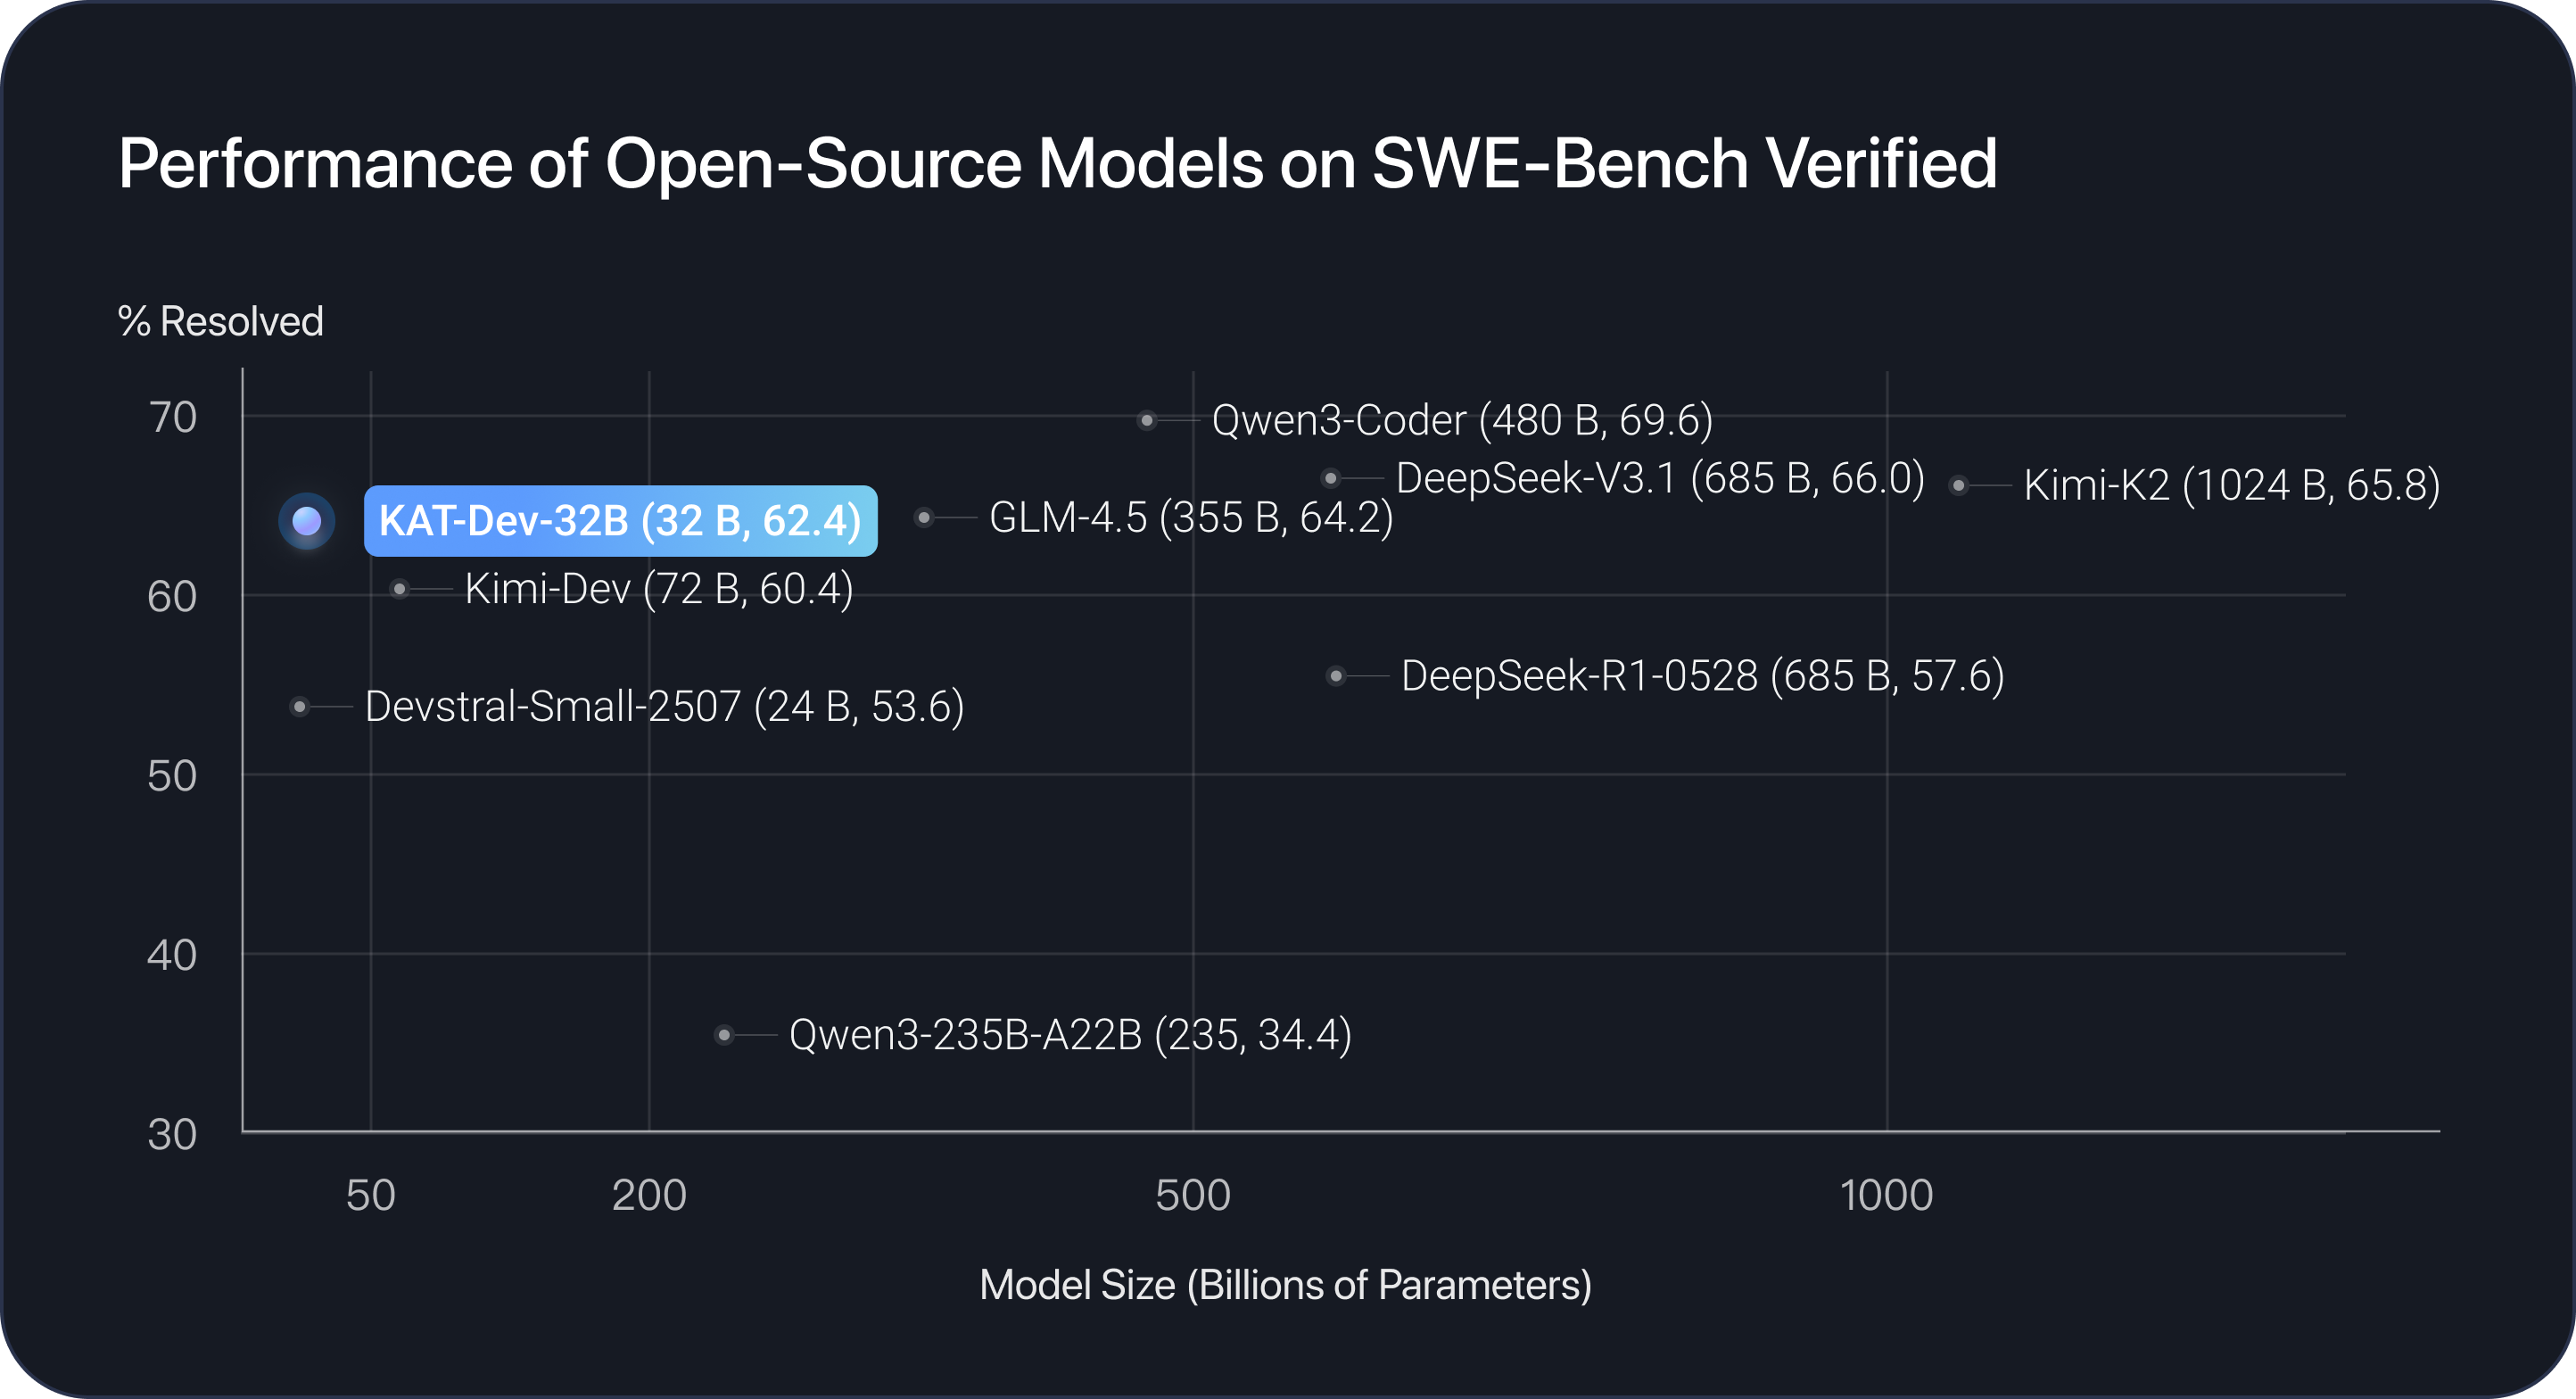 Performance of Open-Source Models on SWE-Bench Verified
% Resolved
70
Qwen3-Coder (480 B, 69.6)
DeepSeek-V3.1 (685 B, 66.0)
Kimi-K2 (1024 B, 65.8)
KAT-Dev-32B (32 B, 62.4)
GLM-4.5 (355 B, 64.2)
60
Kimi-Dev (72 B, 60.4)
DeepSeek-R1-0528 (685 B, 57.6)
Devstral-Small-2507 (24 B, 53.6)
50
40
Qwen3-235B-A22B (235, 34.4)
30
50
200
500
1000
Model Size (Billions of Parameters)